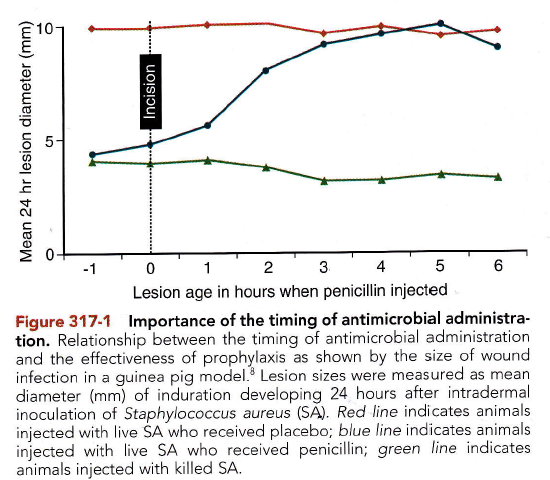 Mean 24 hr lesion diameter (mm)
10
5
0
Incision
-1 0 1 2 3 4 5 6
Lesion age in hours when penicillin injected
Figure 317-1 Importance of the timing of antimicrobial administra-
tion. Relationship between the timing of antimicrobial administration
and the effectiveness of prophylaxis as shown by the size of wound
infection in a guinea pig model.8 Lesion sizes were measured as mean
diameter (mm) of induration developing 24 hours after intradermal
inoculation of Staphylococcus aureus (SA). Red line indicates animals
injected with live SA who received placebo; blue line indicates animals
injected with live SA who received penicillin; green line indicates
animals injected with killed SA.